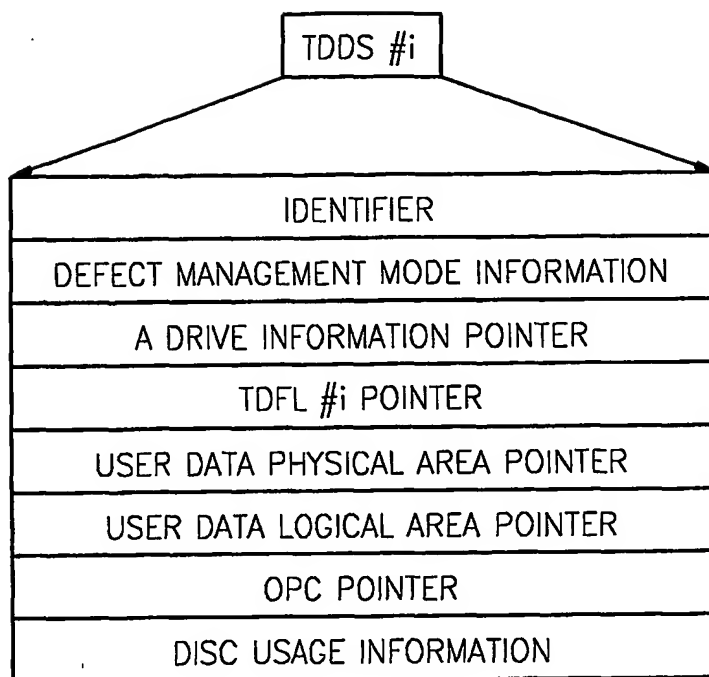 TDDS #i
IDENTIFIER
DEFECT MANAGEMENT MODE INFORMATION
A DRIVE INFORMATION POINTER
TDFL #i POINTER
USER DATA PHYSICAL AREA POINTER
USER DATA LOGICAL AREA POINTER
OPC POINTER
DISC USAGE INFORMATION